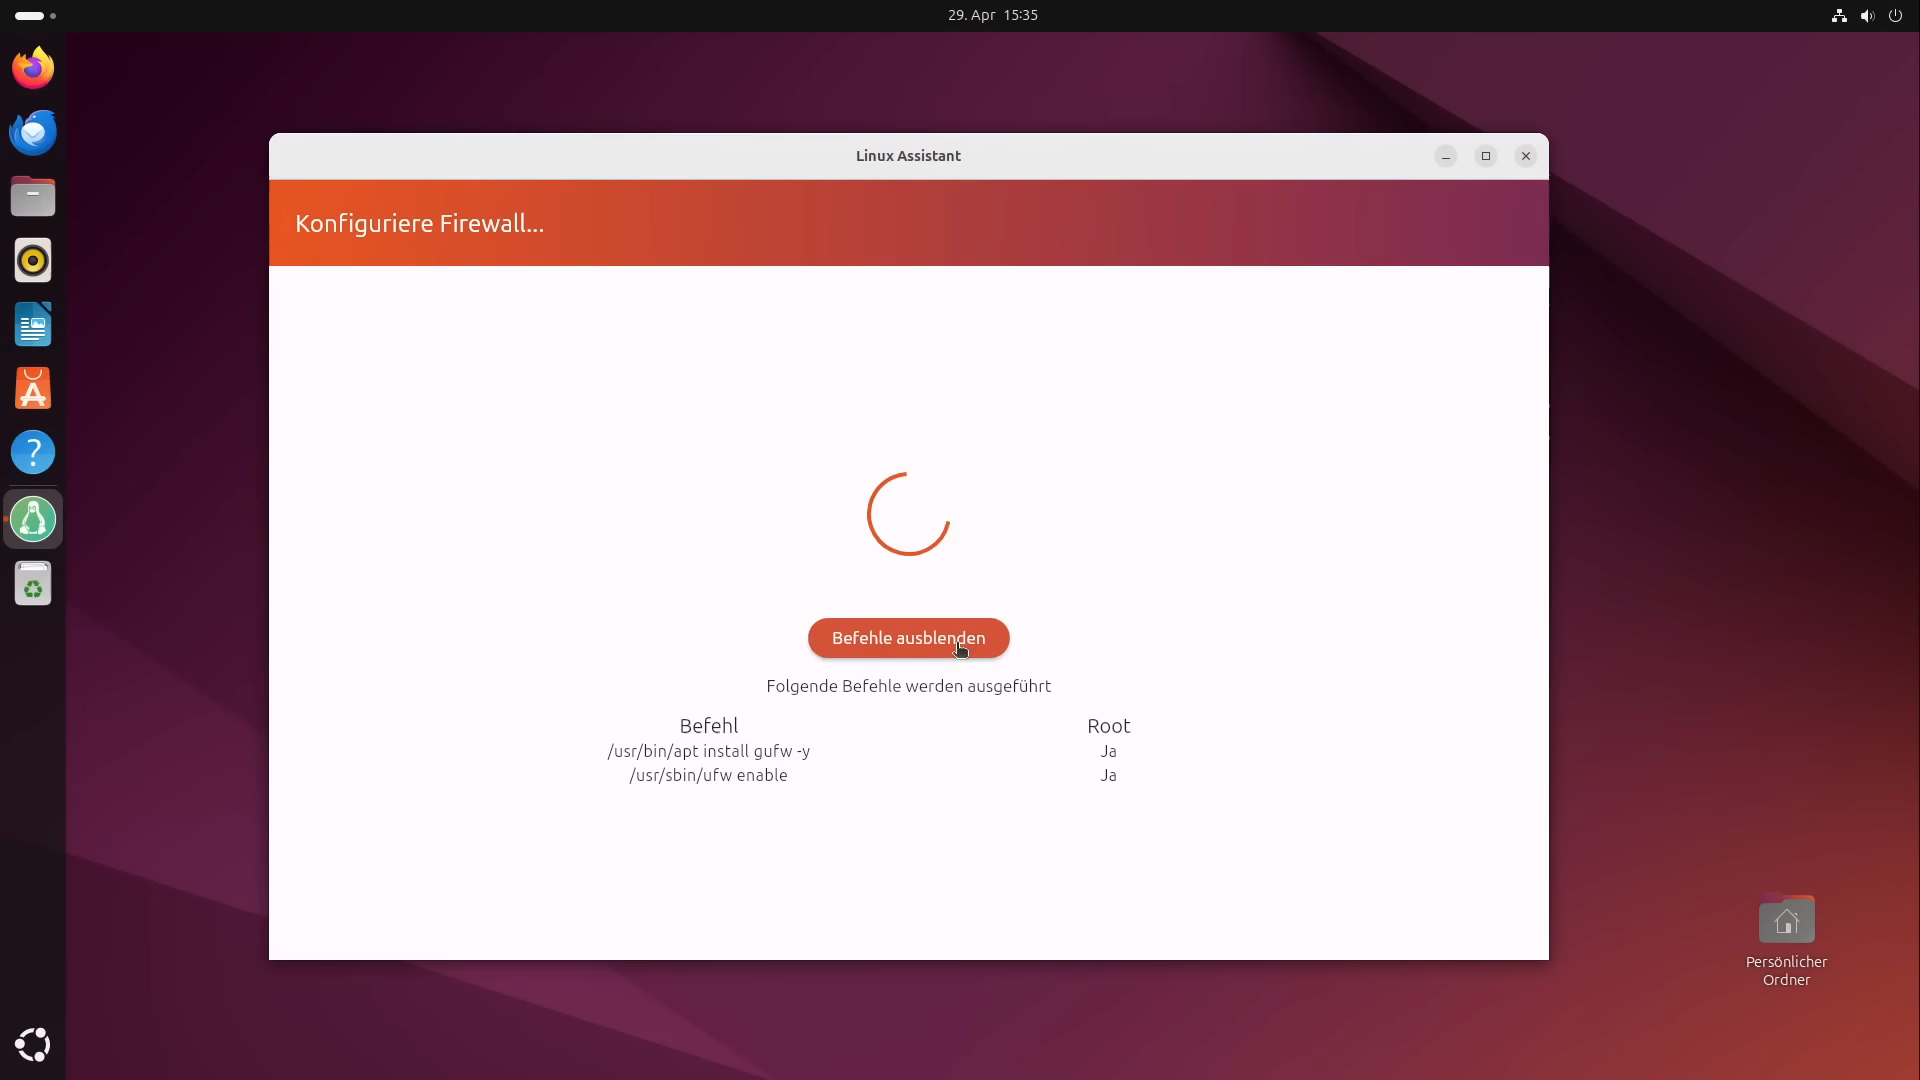 29. Apr 15:35
Linux Assistant
Konfiguriere Firewall...
Befehle ausblenden
Folgende Befehle werden ausgeführt
Befehl Root
/usr/bin/apt install gufw -y Ja
/usr/sbin/ufw enable Ja
Persönlicher
Ordner